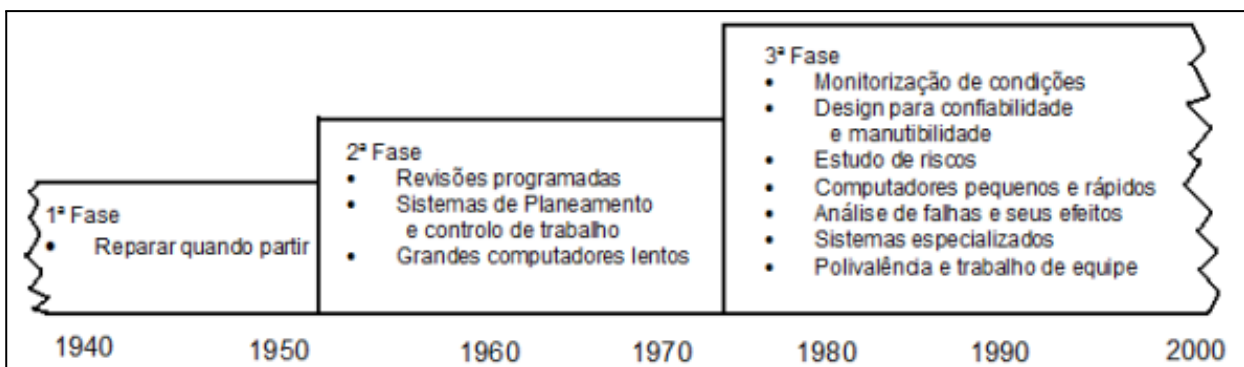 1ª Fase
• Reparar quando partir
2ª Fase
• Revisões programadas
• Sistemas de Planeamento
e controlo de trabalho
• Grandes computadores lentos
3ª Fase
• Monitorização de condições
• Design para confiabilidade
e manutibilidade
• Estudo de riscos
• Computadores pequenos e rápidos
• Análise de falhas e seus efeitos
• Sistemas especializados
• Polivalência e trabalho de equipe
1940 1950 1960 1970 1980 1990 2000